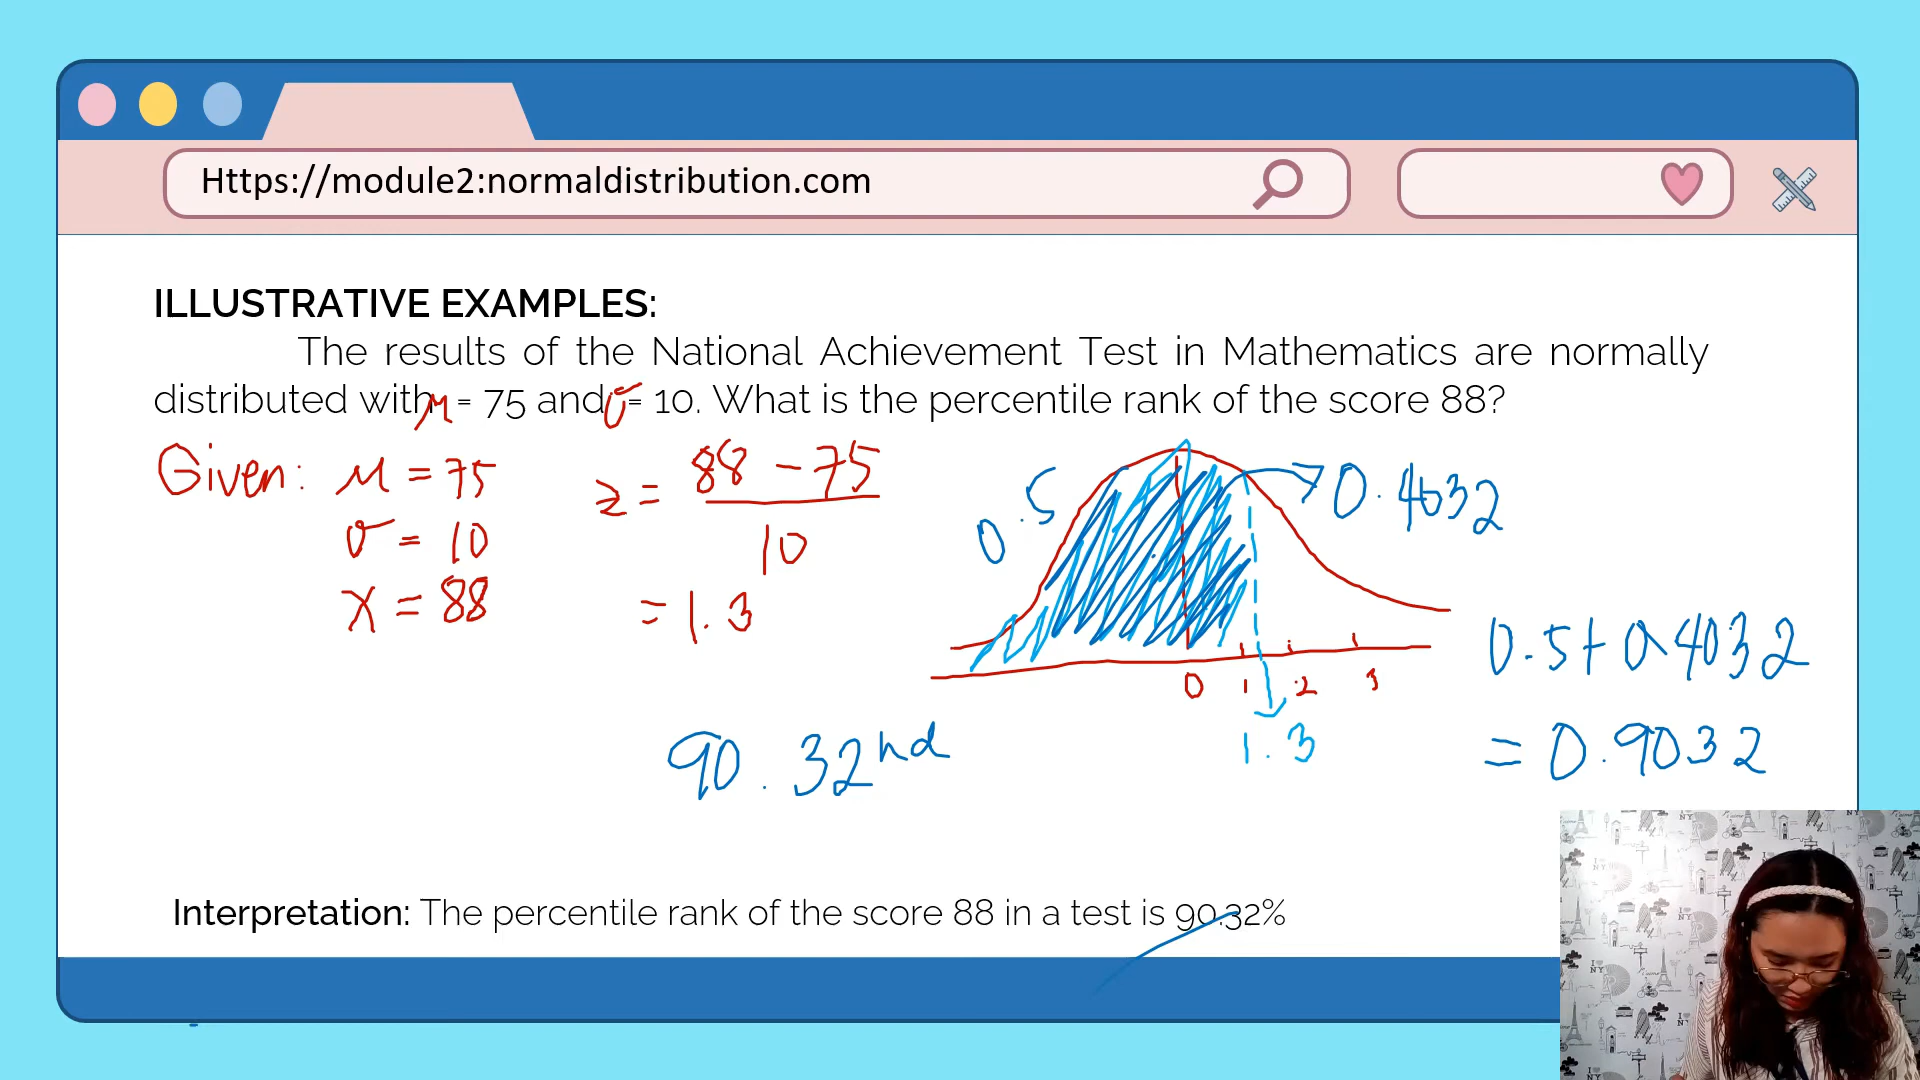 Https://module2:normaldistribution.com
ILLUSTRATIVE EXAMPLES:
The results of the National Achievement Test in Mathematics are normally
distributed with μ = 75 and σ = 10. What is the percentile rank of the score 88?
Given: μ = 75
σ = 10
x = 88
z = 88 - 75
10
= 1.3
0.5
0.4032
0 1 2 3
1.3
0.5 + 0.4032
= 0.9032
90.32nd
Interpretation: The percentile rank of the score 88 in a test is 90.32%